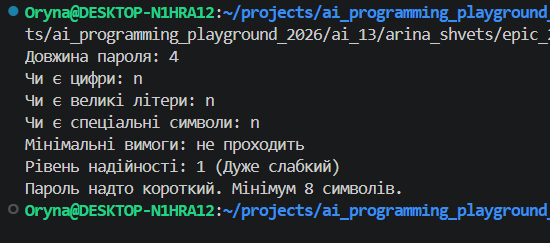 Oryna@DESKTOP-N1HRA12:~/projects/ai_programming_playground_
ts/ai_programming_playground_2026/ai_13/arina_shvets/epic_2
Довжина пароля: 4
Чи є цифри: n
Чи є великі літери: n
Чи є спеціальні символи: n
Мінімальні вимоги: не проходить
Рівень надійності: 1 (Дуже слабкий)
Пароль надто короткий. Мінімум 8 символів.
Oryna@DESKTOP-N1HRA12:~/projects/ai_programming_playground_